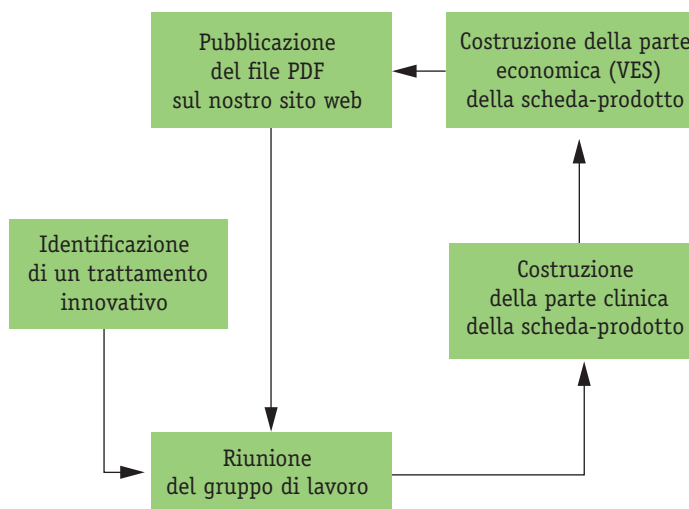 Pubblicazione
del file PDF
sul nostro sito web
Costruzione della parte
economica (VES)
della scheda-prodotto
Identificazione
di un trattamento
innovativo
Costruzione
della parte clinica
della scheda-prodotto
Riunione
del gruppo di lavoro